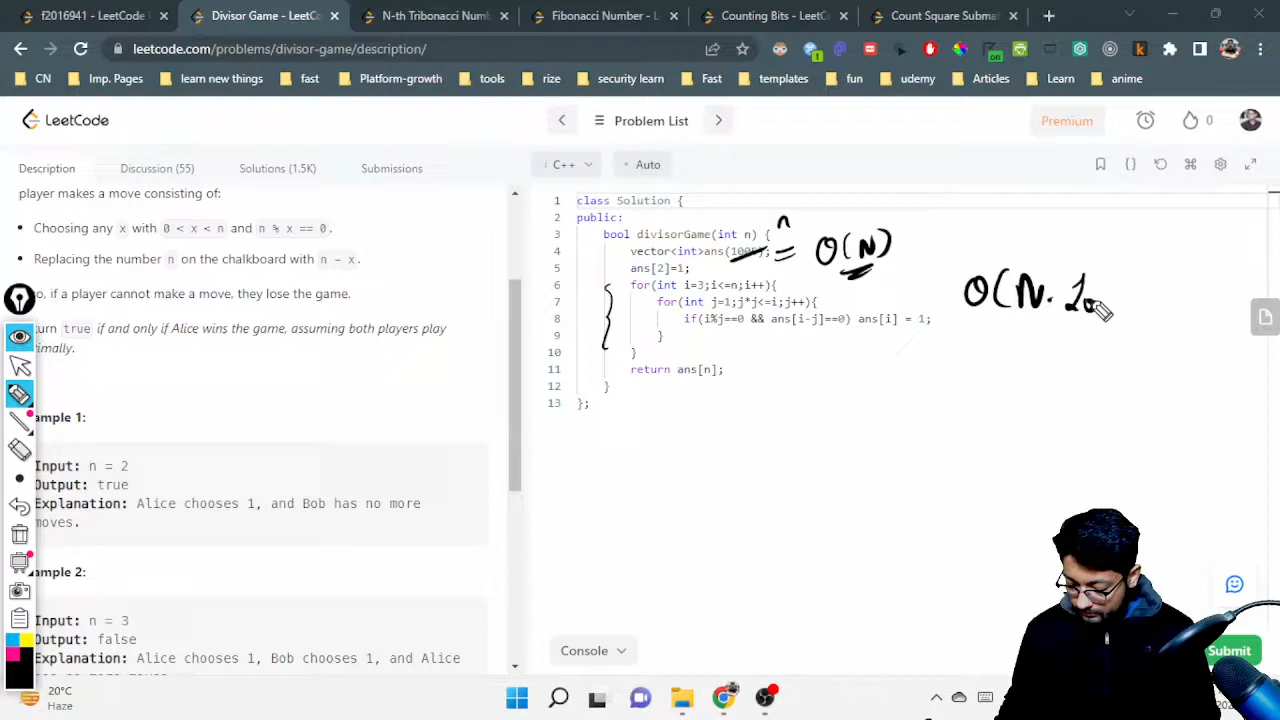 f2016941 - LeetCode
Divisor Game - LeetCo
N-th Tribonacci Numb
Fibonacci Number - L
Counting Bits - LeetC
Count Square Subma
leetcode.com/problems/divisor-game/description/
1
on
CN
Imp. Pages
learn new things
fast
Platform-growth
tools
rize
security learn
Fast
templates
fun
udemy
Articles
Learn
anime
LeetCode
Problem List
Premium
0
Description
Discussion (55)
Solutions (1.5K)
Submissions
C++
Auto
player makes a move consisting of:
• Choosing any x with 0 < x < n and n % x == 0.
• Replacing the number n on the chalkboard with n - x.
so, if a player cannot make a move, they lose the game.
turn true if and only if Alice wins the game, assuming both players play
timally.
ample 1:
Input: n = 2
Output: true
Explanation: Alice chooses 1, and Bob has no more
moves.
ample 2:
Input: n = 3
Output: false
Explanation: Alice chooses 1, Bob chooses 1, and Alice
1 class Solution {
2 public:
3 bool divisorGame(int n) {
4 vector<int>ans(1005);
5 ans[2]=1;
6 for(int i=3;i<=n;i++){
7 for(int j=1;j*j<=i;j++){
8 if(i%j==0 && ans[i-j]==0) ans[i] = 1;
9 }
10 }
11 return ans[n];
12 }
13 };
n
= O(N)
O(N. Lo
Console
Submit
20°C
Haze